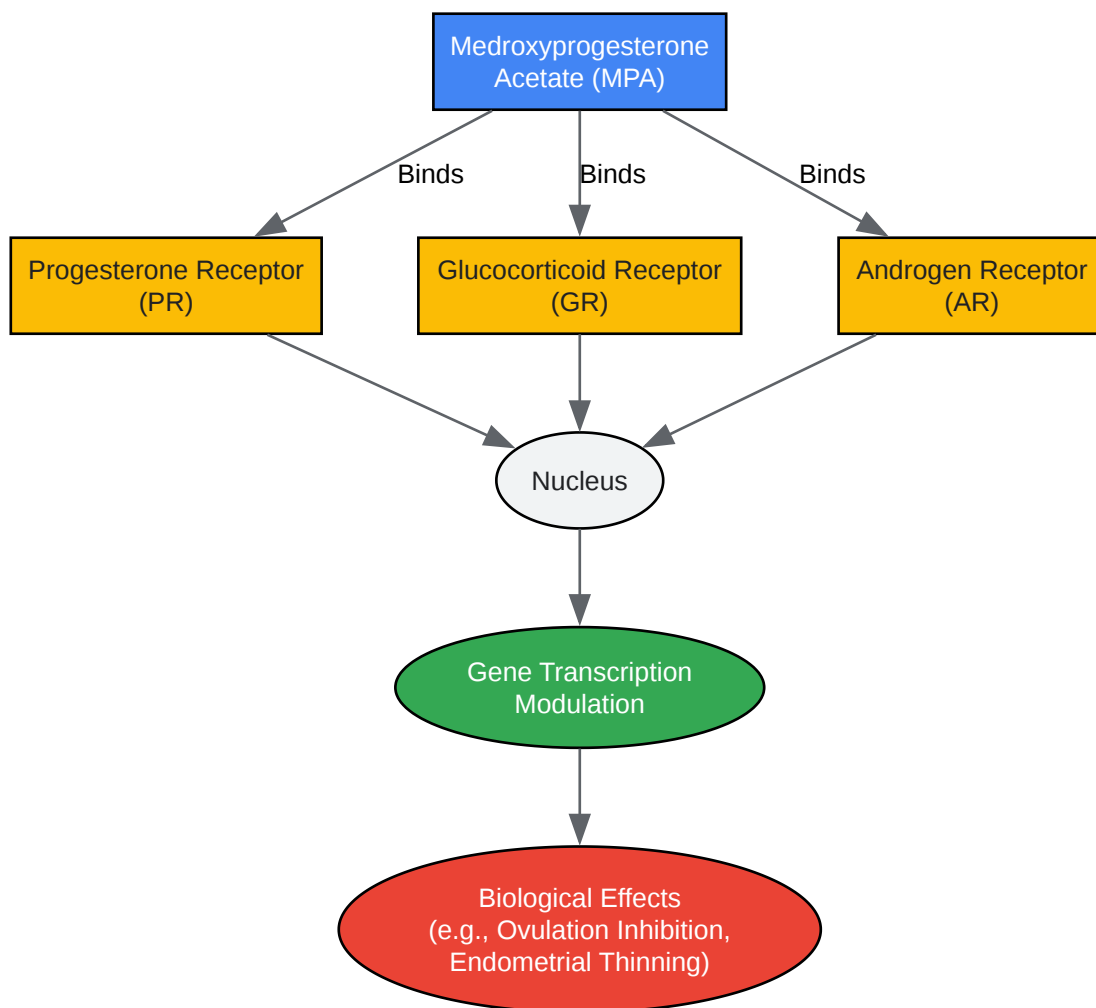 Medroxyprogesterone
Acetate (MPA)
Binds
Binds
Binds
Progesterone Receptor
(PR)
Glucocorticoid Receptor
(GR)
Androgen Receptor
(AR)
Nucleus
Gene Transcription
Modulation
Biological Effects
(e.g., Ovulation Inhibition,
Endometrial Thinning)